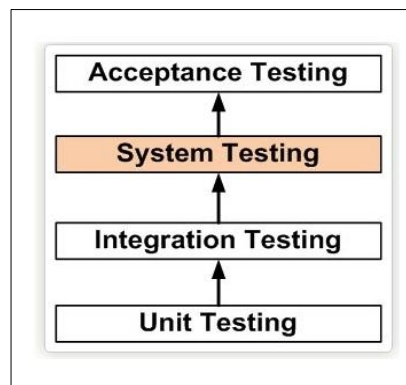 Acceptance Testing
System Testing
Integration Testing
Unit Testing